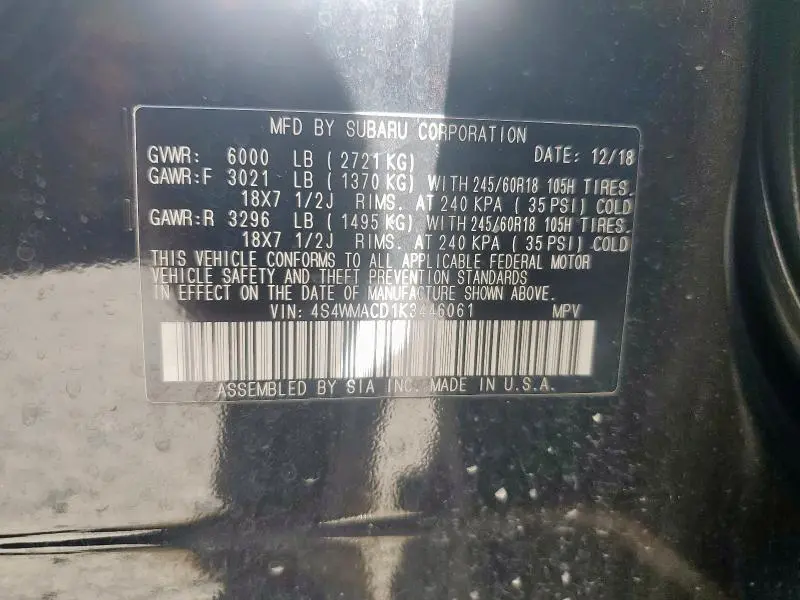 MFD BY SUBARU CORPORATION
GVWR: 6000 LB ( 2721 KG) DATE: 12/18
GAWR:F 3021 LB ( 1370 KG) WITH 245/60R18 105H TIRES.
18X7 1/2J RIMS. AT 240 KPA ( 35 PSI) COLD
GAWR:R 3296 LB ( 1495 KG) WITH 245/60R18 105H TIRES.
18X7 1/2J RIMS. AT 240 KPA ( 35 PSI) COLD
THIS VEHICLE CONFORMS TO ALL APPLICABLE FEDERAL MOTOR
VEHICLE SAFETY AND THEFT PREVENTION STANDARDS
IN EFFECT ON THE DATE OF MANUFACTURE SHOWN ABOVE.
VIN: 4S4WMACD1K3446061 MPV
ASSEMBLED BY SIA INC. MADE IN U.S.A.